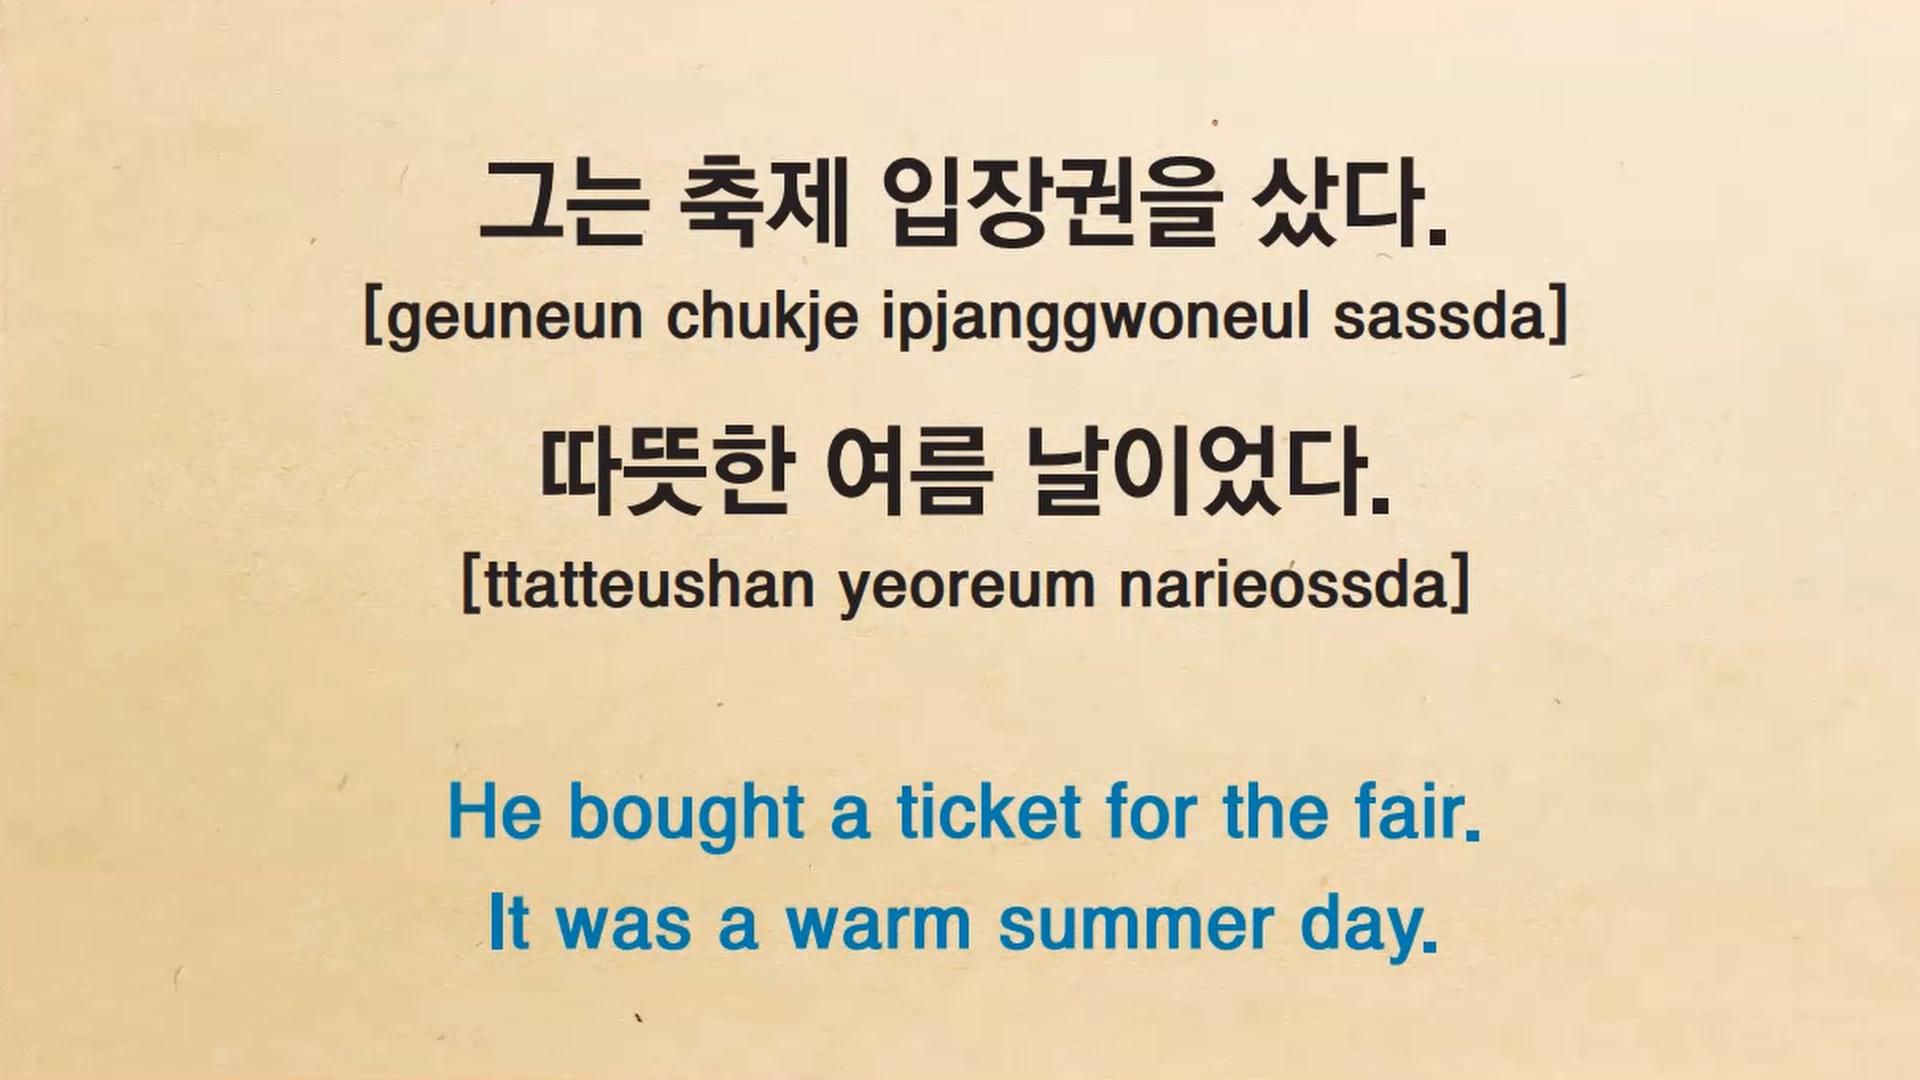 그는 축제 입장권을 샀다.
[geuneun chukje ipjanggwoneul sassda]
따뜻한 여름 날이었다.
[ttatteushan yeoreum narieossda]
He bought a ticket for the fair.
It was a warm summer day.